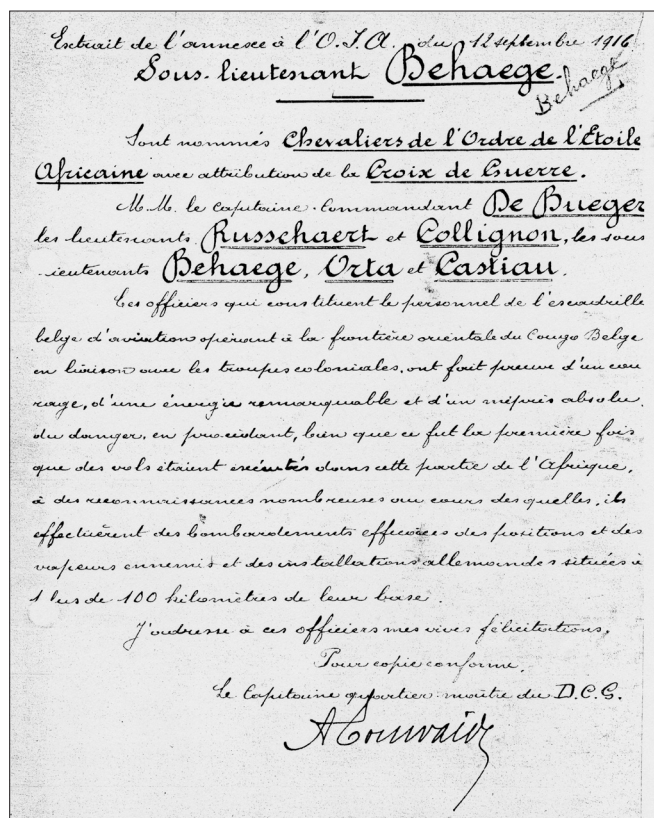 Extrait de l'annexe à l'O.J.A. du 12 septembre 1916
Sous-lieutenant Behaege.
Behaege
Sont nommés Chevaliers de l'Ordre de l'Etoile
Africaine avec attribution de la Croix de Guerre.
M.M. le capitaine-commandant De Bueger
les lieutenants Russchaert et Collignon, les sous
-ieutenants Behaege, Orta et Castiau.
Ces officiers qui constituent le personnel de l'escadrille
belge d'aviation opérant à la frontière orientale du Congo Belge
en liaison avec les troupes coloniales, ont fait preuve d'un cou
rage, d'une énergie remarquable et d'un mépris absolu
du danger, en procédant, bien que ce fut la première fois
que des vols étaient exécutés dans cette partie de l'Afrique,
à des reconnaissances nombreuses au cours des quelles, ils
effectuèrent des bombardements efficaces des positions et des
vapeurs ennemis et des installations allemandes situées à
lus de 100 kilomètres de leur base.
J'adresse à ces officiers mes vives félicitations,
Pour copie conforme,
Le Capitaine quartier-maître du D.C.G.